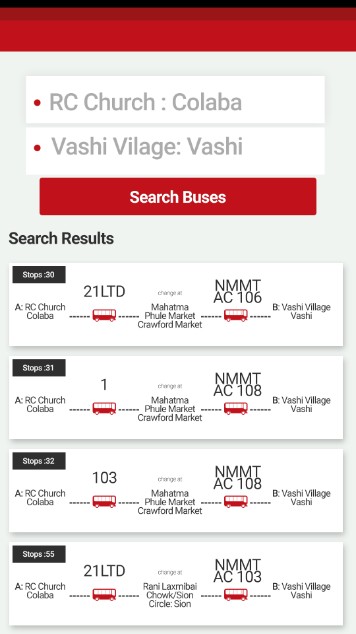 RC Church : Colaba
Vashi Vilage: Vashi
Search Buses
Search Results
Stops :30
21LTD
change at
NMMT
AC 106
A: RC Church
Colaba
Mahatma
Phule Market
Crawford Market
B: Vashi Village
Vashi
Stops :31
1
change at
NMMT
AC 108
A: RC Church
Colaba
Mahatma
Phule Market
Crawford Market
B: Vashi Village
Vashi
Stops :32
103
change at
NMMT
AC 108
A: RC Church
Colaba
Mahatma
Phule Market
Crawford Market
B: Vashi Village
Vashi
Stops :55
21LTD
change at
NMMT
AC 103
A: RC Church
Colaba
Rani Laxmibai
Chowk/Sion
Circle: Sion
B: Vashi Village
Vashi